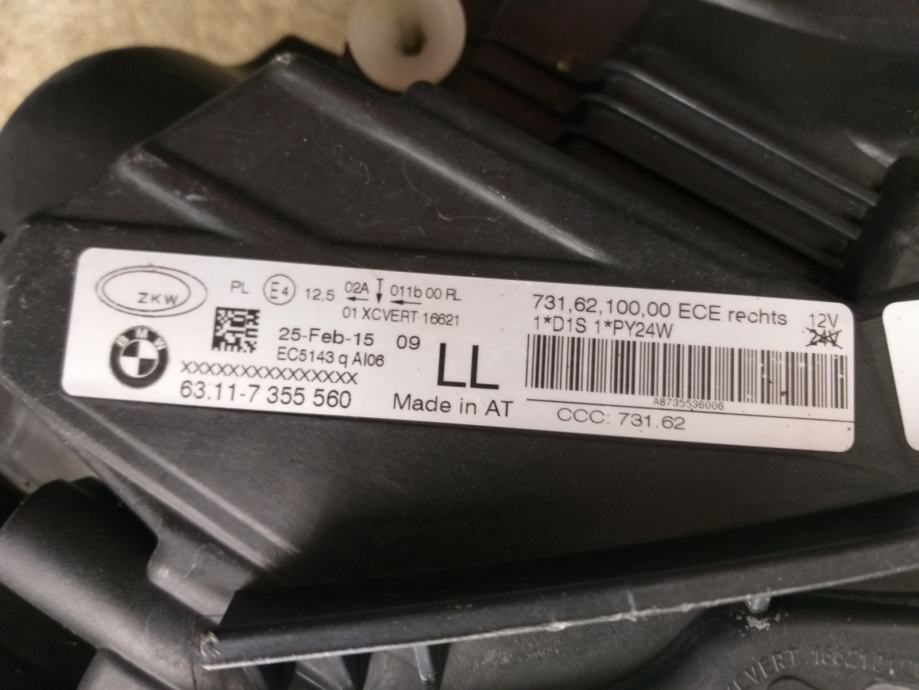 ZKW
PL E4 12,5 02A 011b 00 RL
01 XCVERT 16621
BMW
25-Feb-15 09
EC5143 q AI06
XXXXXXXXXXXXXXX
63.11-7 355 560
LL
Made in AT
731,62,100,00 ECE rechts 12V
1*D1S 1*PY24W 24V
A8735536006
CCC: 731.62